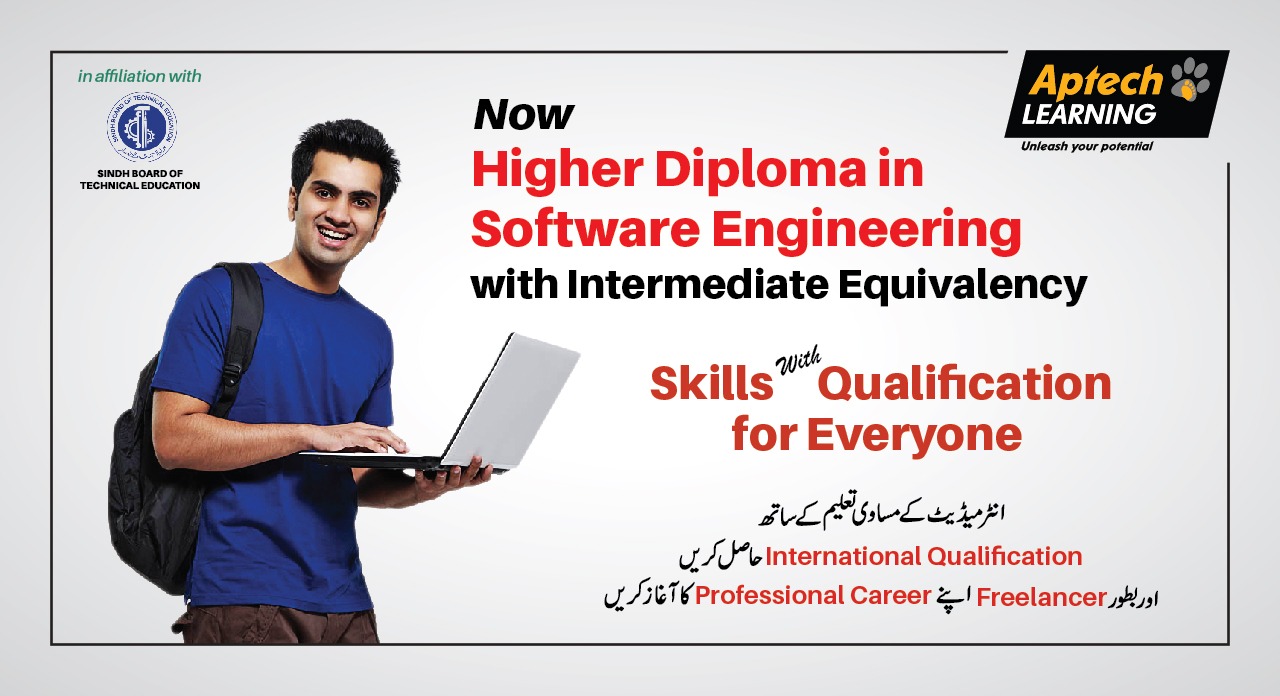 in affiliation with
SINDH BOARD OF
TECHNICAL EDUCATION
Aptech
LEARNING
Unleash your potential
Now
Higher Diploma in
Software Engineering
with Intermediate Equivalency
Skills With Qualification
for Everyone
انٹرمیڈیٹ کے مساوی تعلیم کے ساتھ
International Qualification حاصل کریں
اور بطور Freelancer اپنے Professional Career کا آغاز کریں